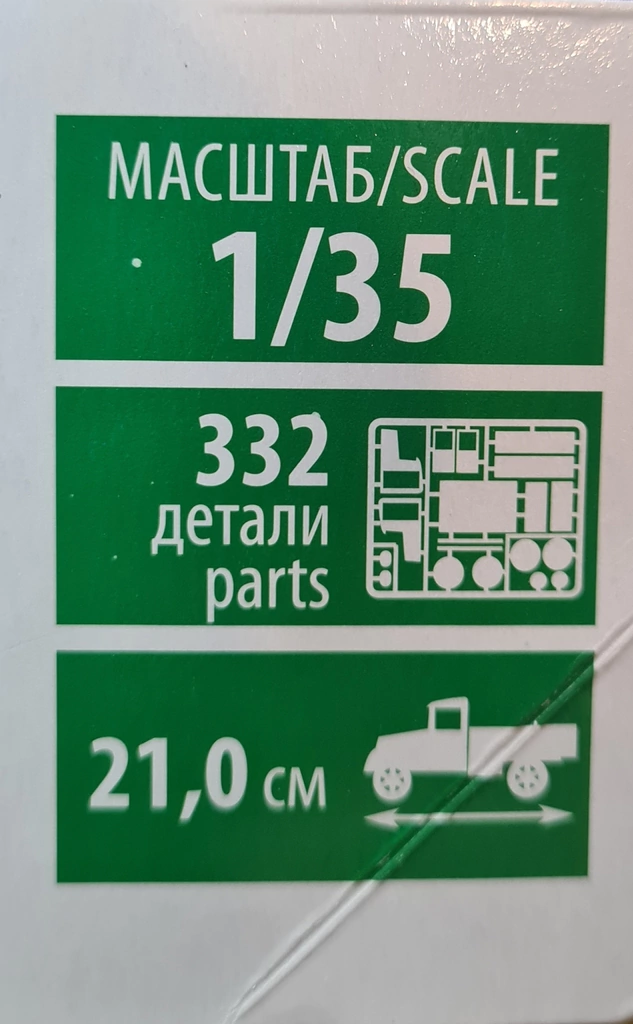 МАСШТАБ/SCALE
1/35
332
детали
parts
21,0 см